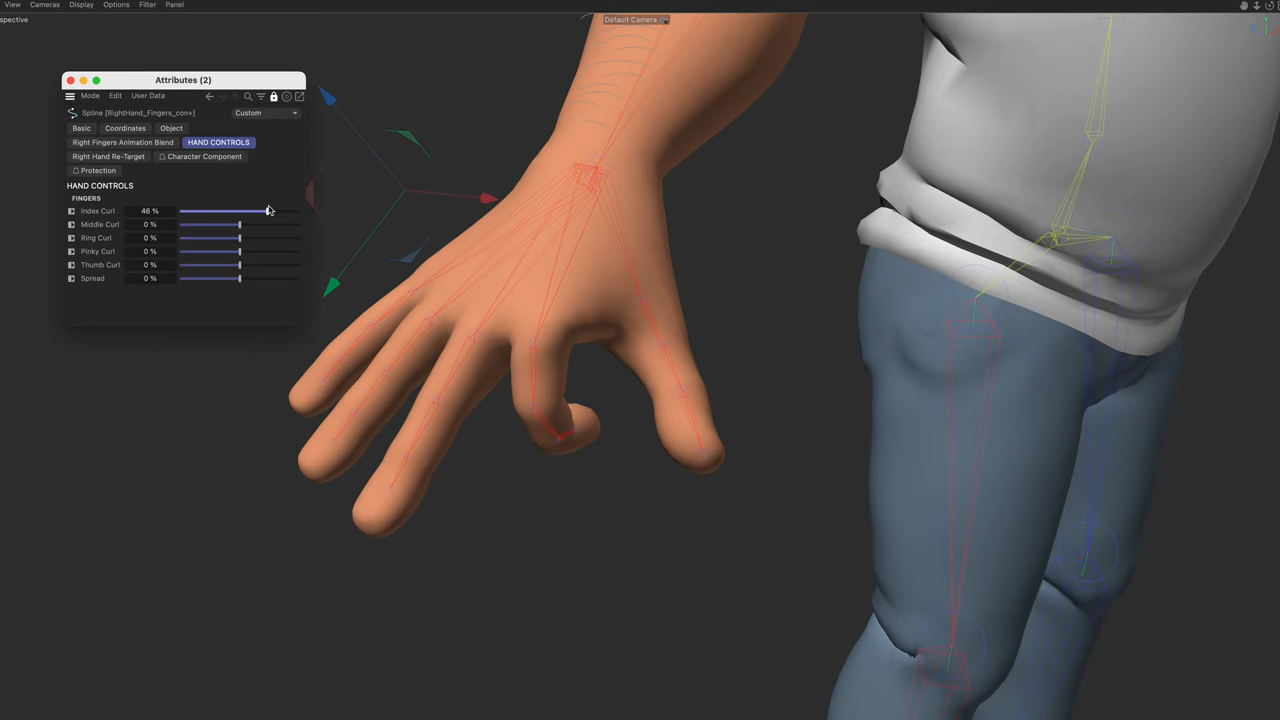 View Cameras Display Options Filter Panel
spective
Default Camera
Attributes (2)
Mode Edit User Data
Spline [RightHand_Fingers_con+] Custom
Basic Coordinates Object
Right Fingers Animation Blend HAND CONTROLS
Right Hand Re-Target Character Component
Protection
HAND CONTROLS
FINGERS
Index Curl 46 %
Middle Curl 0 %
Ring Curl 0 %
Pinky Curl 0 %
Thumb Curl 0 %
Spread 0 %